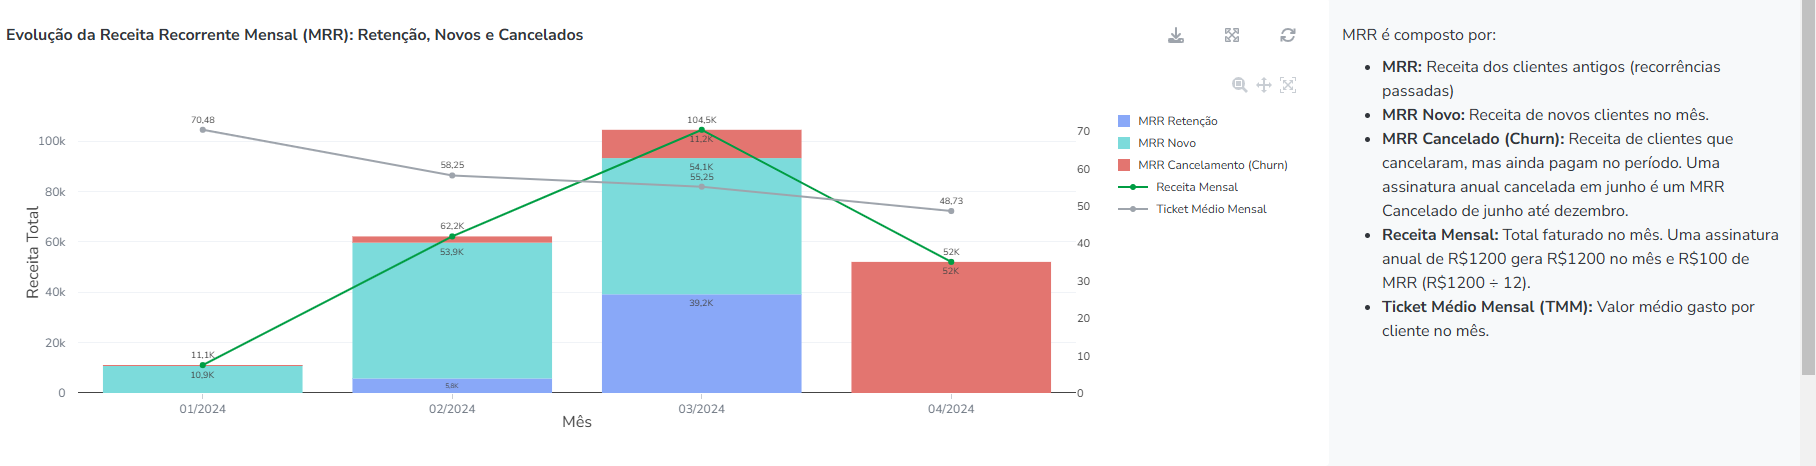 Evolução da Receita Recorrente Mensal (MRR): Retenção, Novos e Cancelados
Receita Total
100k
80k
60k
40k
20k
0
70,48
58,25
104,5K
11,2K
54,1K
55,25
48,73
62,2K
53,9K
52K
52K
39,2K
11,1K
10,9K
5,8K
70
60
50
40
30
20
10
0
01/2024
02/2024
03/2024
04/2024
Mês
MRR Retenção
MRR Novo
MRR Cancelamento (Churn)
Receita Mensal
Ticket Médio Mensal
MRR é composto por:
• MRR: Receita dos clientes antigos (recorrências
passadas)
• MRR Novo: Receita de novos clientes no mês.
• MRR Cancelado (Churn): Receita de clientes que
cancelaram, mas ainda pagam no período. Uma
assinatura anual cancelada em junho é um MRR
Cancelado de junho até dezembro.
• Receita Mensal: Total faturado no mês. Uma assinatura
anual de R$1200 gera R$1200 no mês e R$100 de
MRR (R$1200 ÷ 12).
• Ticket Médio Mensal (TMM): Valor médio gasto por
cliente no mês.